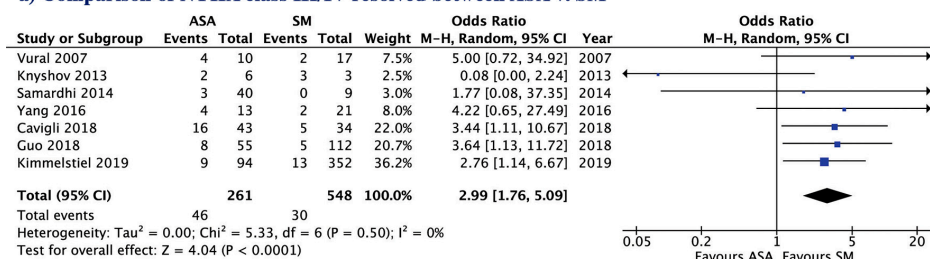 ASA SM Odds Ratio Odds Ratio
Study or Subgroup Events Total Events Total Weight M-H, Random, 95% CI Year M-H, Random, 95% CI
Vural 2007 4 10 2 17 7.5% 5.00 [0.72, 34.92] 2007
Knyshov 2013 2 6 3 3 2.6% 0.08 [0.00, 2.24] 2013
Samardhi 2014 3 40 0 9 3.0% 1.77 [0.08, 37.35] 2014
Yang 2016 4 13 2 21 8.0% 4.22 [0.65, 27.49] 2016
Cavigli 2018 16 43 5 34 22.0% 3.44 [1.11, 10.67] 2018
Guo 2018 8 55 5 112 20.7% 3.64 [1.13, 11.72] 2018
Kimmelstiel 2019 9 94 13 352 36.2% 2.76 [1.14, 6.67] 2019
Total (95% CI) 261 548 100.0% 2.99 [1.76, 5.09]
Total events 46 30
Heterogeneity: Tau² = 0.00; Chi² = 5.33, df = 6 (P = 0.50); I² = 0%
Test for overall effect: Z = 4.04 (P < 0.0001)
0.05 0.2 1 5 20
Favours ASA Favours SM